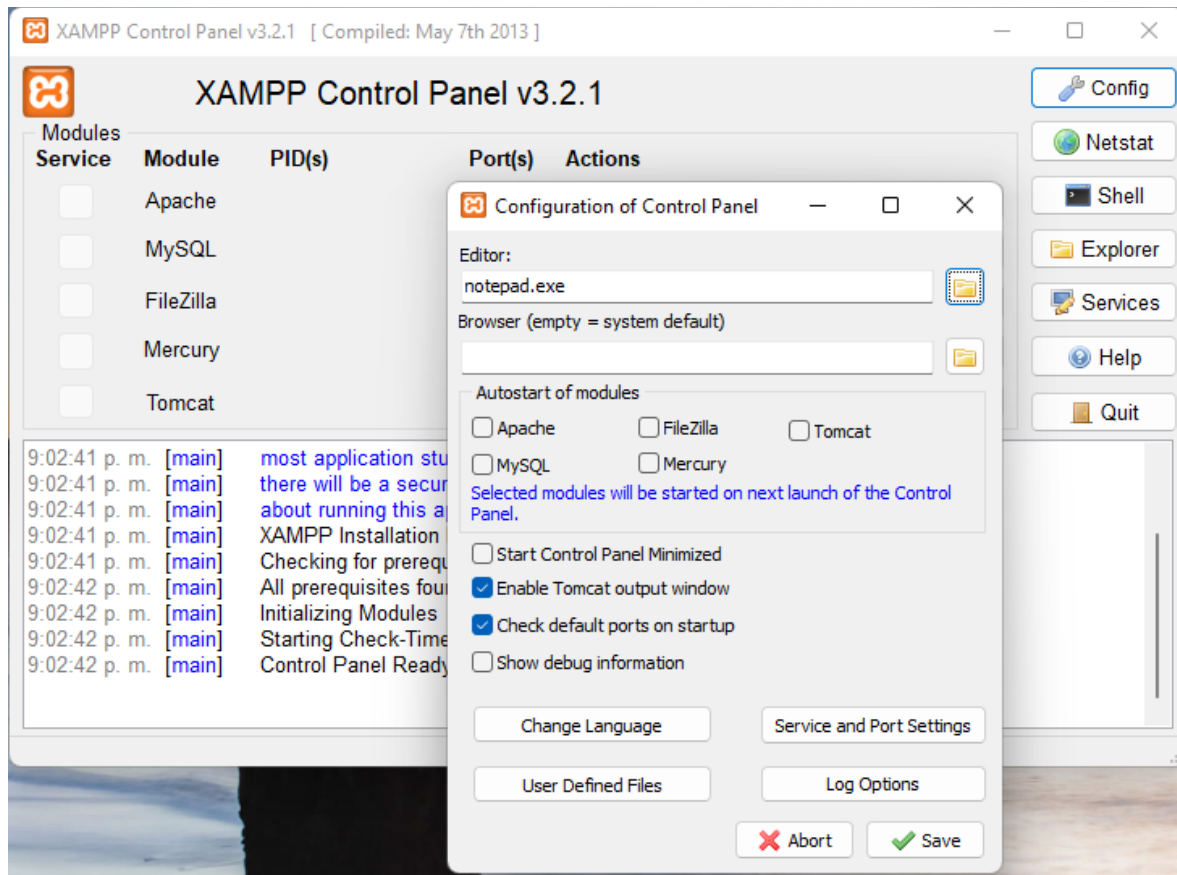 XAMPP Control Panel v3.2.1 [ Compiled: May 7th 2013 ]
XAMPP Control Panel v3.2.1
Modules
Service Module PID(s) Port(s) Actions
Apache
MySQL
FileZilla
Mercury
Tomcat
Config
Netstat
Shell
Explorer
Services
Help
Quit
9:02:41 p. m. [main] most application
9:02:41 p. m. [main] there will be a
9:02:41 p. m. [main] about running this
9:02:41 p. m. [main] XAMPP Installation
9:02:41 p. m. [main] Checking for
9:02:42 p. m. [main] All prerequisites
9:02:42 p. m. [main] Initializing Modules
9:02:42 p. m. [main] Starting
9:02:42 p. m. [main] Control Panel Ready
Configuration of Control Panel
Editor:
notepad.exe
Browser (empty = system default)
Autostart of modules
Apache FileZilla Tomcat
MySQL Mercury
Selected modules will be started on next launch of the Control
Panel.
Start Control Panel Minimized
Enable Tomcat output window
Check default ports on startup
Show debug information
Change Language Service and Port Settings
User Defined Files Log Options
Abort Save